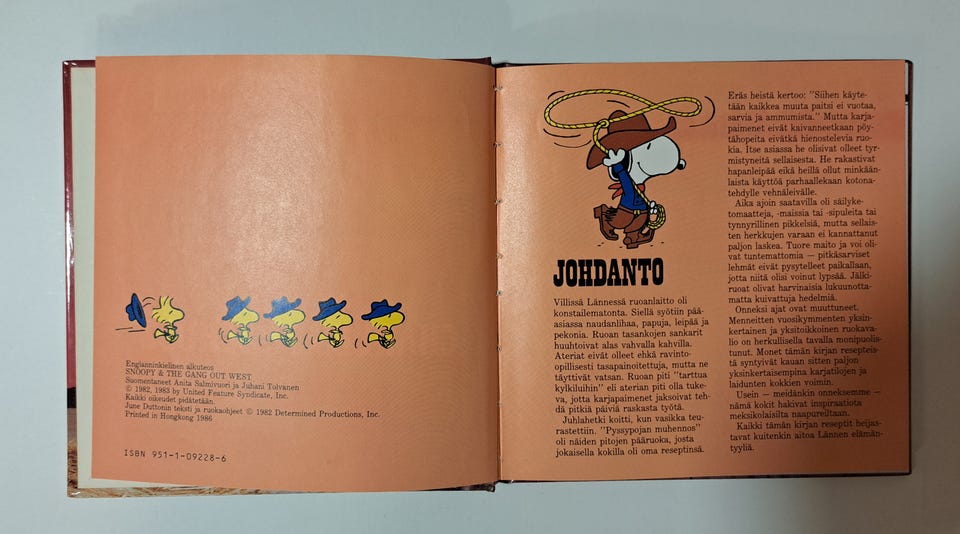 Englanninkielinen alkuteos
SNOOPY & THE GANG OUT WEST
Suomentaneet Anita Salmivuori ja Juhani Tolvanen
© 1982, 1983 by United Feature Syndicate, Inc.
Kaikki oikeudet pidätetään.
June Duttonin teksti ja ruokaohjeet © 1982 Determined Productions, Inc.
Printed in Hongkong 1986
ISBN 951-1-09228-6
JOHDANTO
Villissä Lännessä ruoanlaitto oli
konstailematonta. Siellä syötiin pää-
asiassa naudanlihaa, papuja, leipää ja
pekonia. Ruoan tasankojen sankarit
huuhtoivat alas vahvalla kahvilla.
Ateriat eivät olleet ehkä ravinto-
opillisesti tasapainoitettuja, mutta ne
täyttivät vatsan. Ruoan piti "tarttua
kylkiluihin" eli aterian piti olla tuke-
va, jotta karjapaimenet jaksoivat teh-
dä pitkiä päiviä raskasta työtä.
Juhlahetki koitti, kun vasikka teu-
rastettiin. "Pyssypojan muhennos"
oli näiden pitojen pääruoka, josta
jokaisella kokilla oli oma reseptinsä.
Eräs heistä kertoo: "Siihen käyte-
tään kaikkea muuta paitsi ei vuotaa,
sarvia ja ammumista." Mutta karja-
paimenet eivät kaivanneetkaan pöy-
tähopeita eivätkä hienostelevia ruo-
kia. Itse asiassa he olisivat olleet tyr-
mistyneitä sellaisesta. He rakastivat
hapanleipää eikä heillä ollut minkään-
laista käyttöä parhaallekaan kotona-
tehdylle vehnäleivälle.
Aika ajoin saatavilla oli säilyke-
tomaatteja, -maissia tai -sipuleita tai
tynnyrillinen pikkelsiä, mutta sellais-
ten herkkujen varaan ei kannattanut
paljon laskea. Tuore maito ja voi oli-
vat tuntemattomia — pitkäsarviset
lehmät eivät pysytelleet paikallaan,
jotta niitä olisi voinut lypsää. Jälki-
ruoat olivat harvinaisia lukuunotta-
matta kuivattuja hedelmiä.
Onneksi ajat ovat muuttuneet.
Menneitten vuosikymmenten yksin-
kertainen ja yksitoikkoinen ruokava-
lio on herkullisella tavalla monipuolis-
tunut. Monet tämän kirjan resepteis-
tä syntyivät kauan sitten paljon
yksinkertaisempina karjatilojen ja
laidunten kokkien voimin.
Usein — meidänkin onneksemme —
nämä kokit hakivat inspiraatiota
meksikolaisilta naapureiltaan.
Kaikki tämän kirjan reseptit heijas-
tavat kuitenkin aitoa Lännen elämän-
tyyliä.